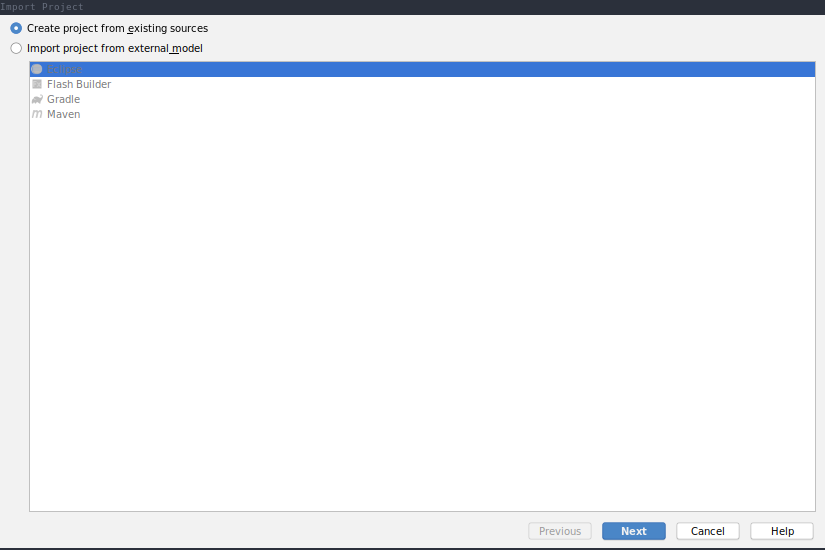 Import Project
Create project from existing sources
Import project from external model
Eclipse
Flash Builder
Gradle
Maven
Previous
Next
Cancel
Help